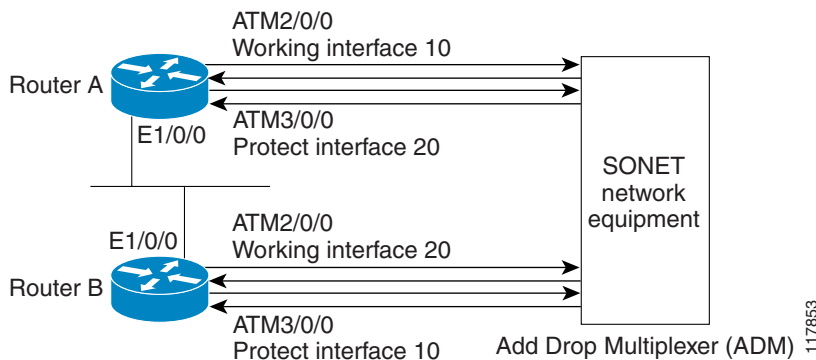 ATM2/0/0
Working interface 10
Router A
E1/0/0
ATM3/0/0
Protect interface 20
SONET
network
equipment
E1/0/0
ATM2/0/0
Working interface 20
Router B
ATM3/0/0
Protect interface 10
Add Drop Multiplexer (ADM)
117853